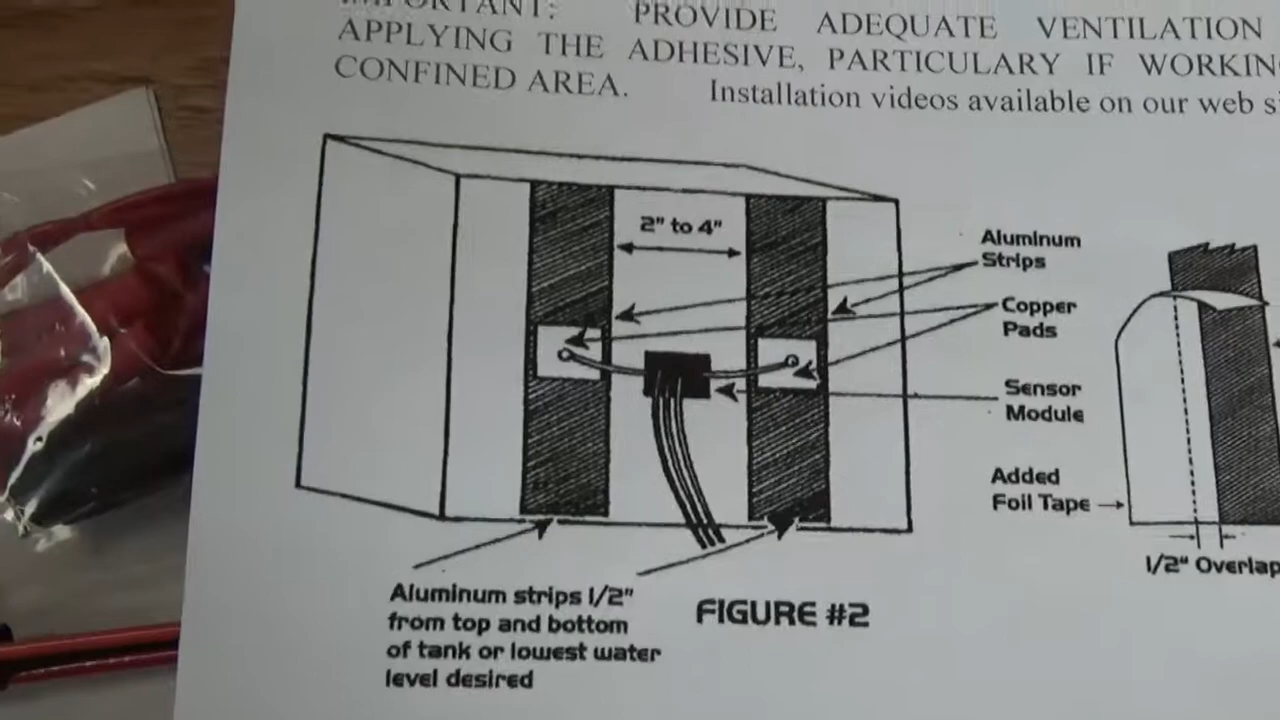 IMPORTANT: PROVIDE ADEQUATE VENTILATION
APPLYING THE ADHESIVE, PARTICULARY IF WORKING
CONFINED AREA. Installation videos available on our web
2" to 4"
Aluminum
Strips
Copper
Pads
Sensor
Module
Added
Foil Tape
1/2" Overlap
Aluminum strips 1/2"
from top and bottom
of tank or lowest water
level desired
FIGURE #2